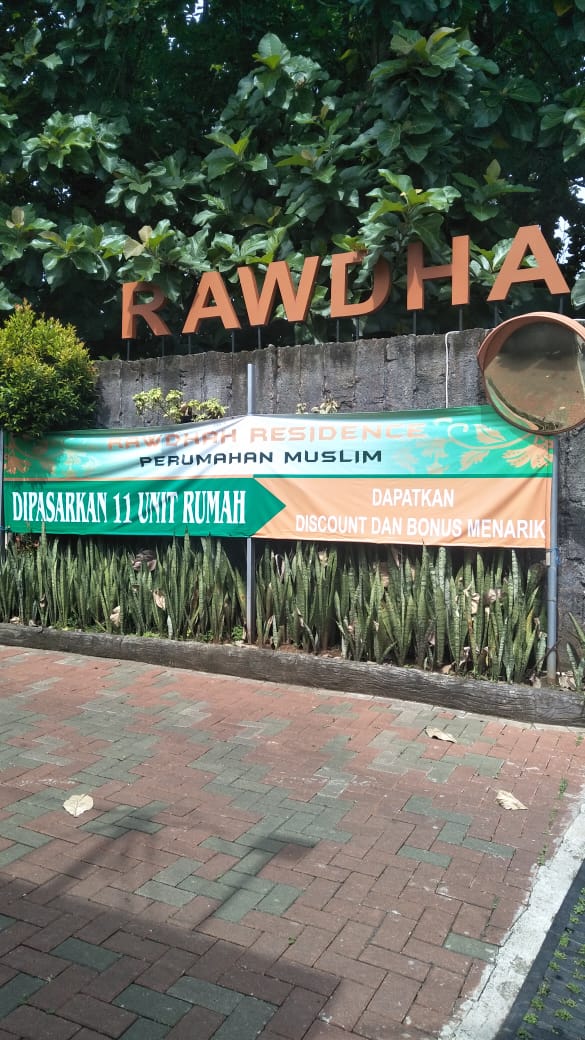 RAWDHA
RAWDHAH RESIDENCE
PERUMAHAN MUSLIM
DIPASARKAN 11 UNIT RUMAH
DAPATKAN
DISCOUNT DAN BONUS MENARIK